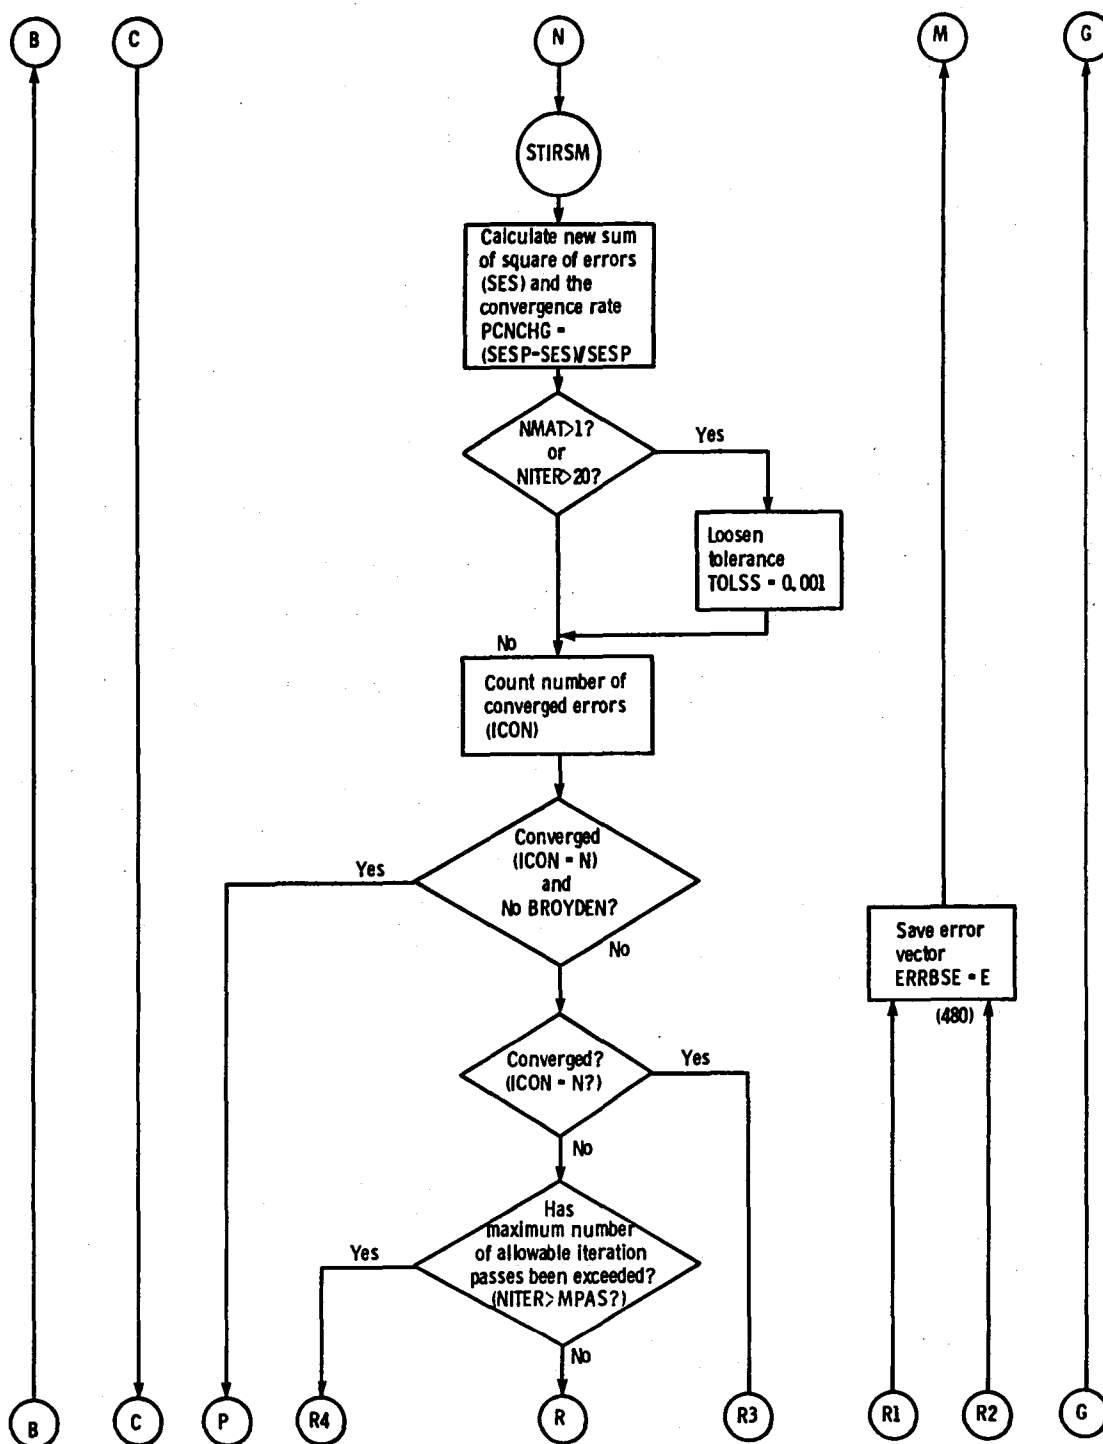 B
C
N
M
G
STIRSM
Calculate new sum
of square of errors
(SES) and the
convergence rate
PCNCHG =
(SESP-SES)/SESP
NMAT>1?
or
NITER>20?
Yes
Loosen
tolerance
TOLSS = 0.001
No
Count number of
converged errors
(ICON)
Converged
(ICON = N)
and
No BROYDEN?
Yes
No
Save error
vector
ERRBSE = E
(480)
Converged?
(ICON = N?)
Yes
No
Has
maximum number
of allowable iteration
passes been exceeded?
(NITER>MPAS?)
Yes
No
B
C
P
R4
R
R3
R1
R2
G